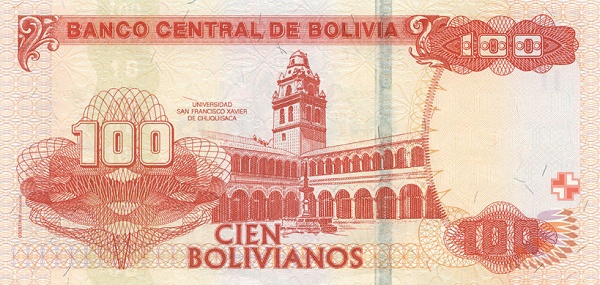 BANCO CENTRAL DE BOLIVIA
100
UNIVERSIDAD
SAN FRANCISCO XAVIER
DE CHUQUISACA
100
CIEN
BOLIVIANOS
100